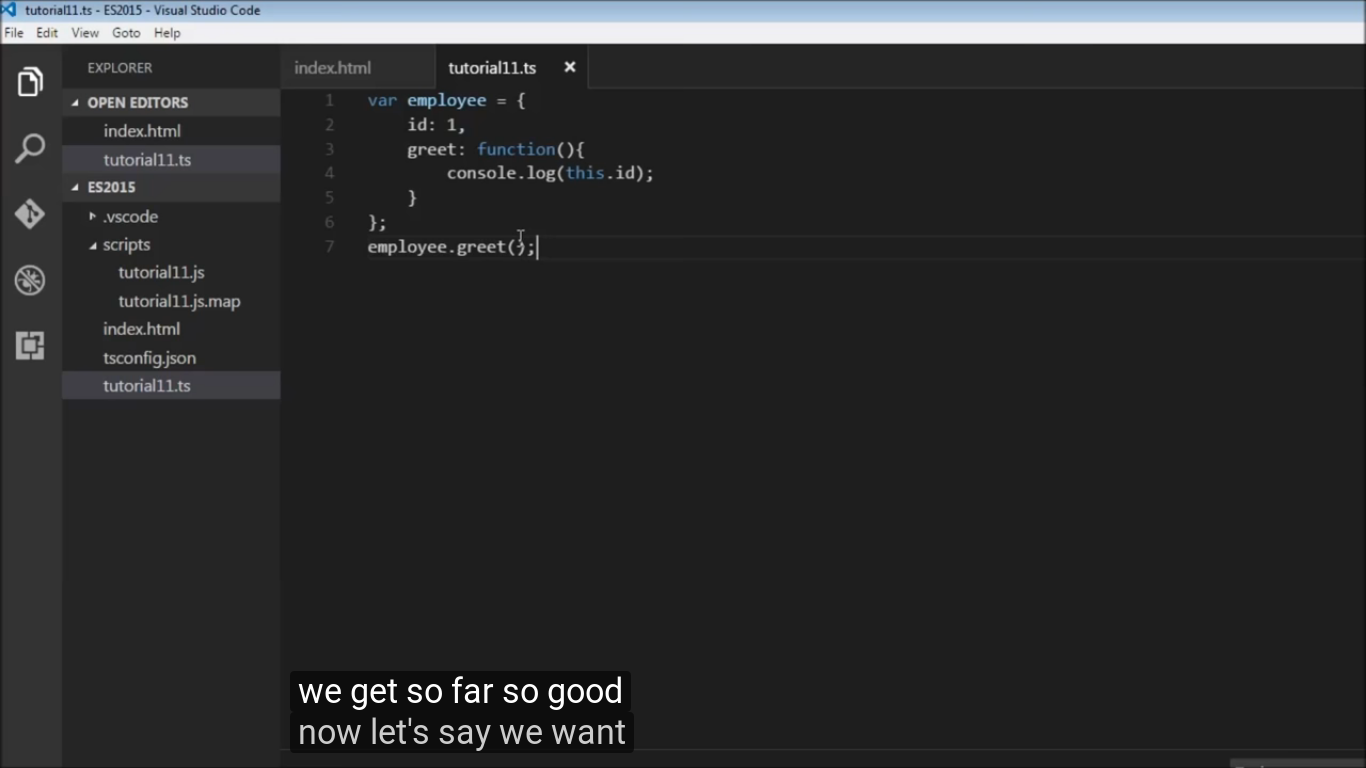 tutorial11.ts - ES2015 - Visual Studio Code
File Edit View Goto Help
EXPLORER
OPEN EDITORS
index.html
tutorial11.ts
ES2015
.vscode
scripts
tutorial11.js
tutorial11.js.map
index.html
tsconfig.json
tutorial11.ts
index.html tutorial11.ts
1 var employee = {
2 id: 1,
3 greet: function(){
4 console.log(this.id);
5 }
6 };
7 employee.greet();
we get so far so good
now let's say we want